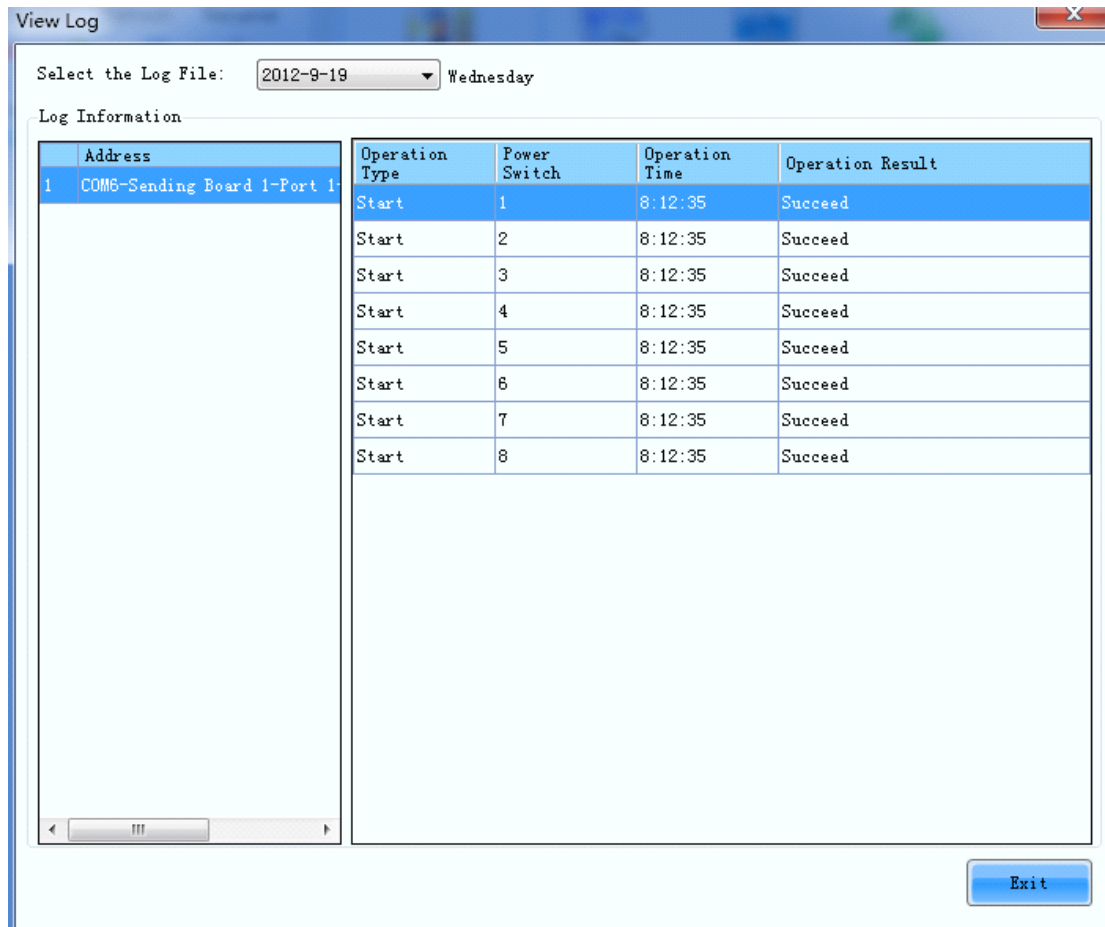 View Log
Select the Log File: 2012-9-19 Wednesday
Log Information
Address
1 COM6-Sending Board 1-Port 1-
Operation Type Power Switch Operation Time Operation Result
Start 1 8:12:35 Succeed
Start 2 8:12:35 Succeed
Start 3 8:12:35 Succeed
Start 4 8:12:35 Succeed
Start 5 8:12:35 Succeed
Start 6 8:12:35 Succeed
Start 7 8:12:35 Succeed
Start 8 8:12:35 Succeed
Exit